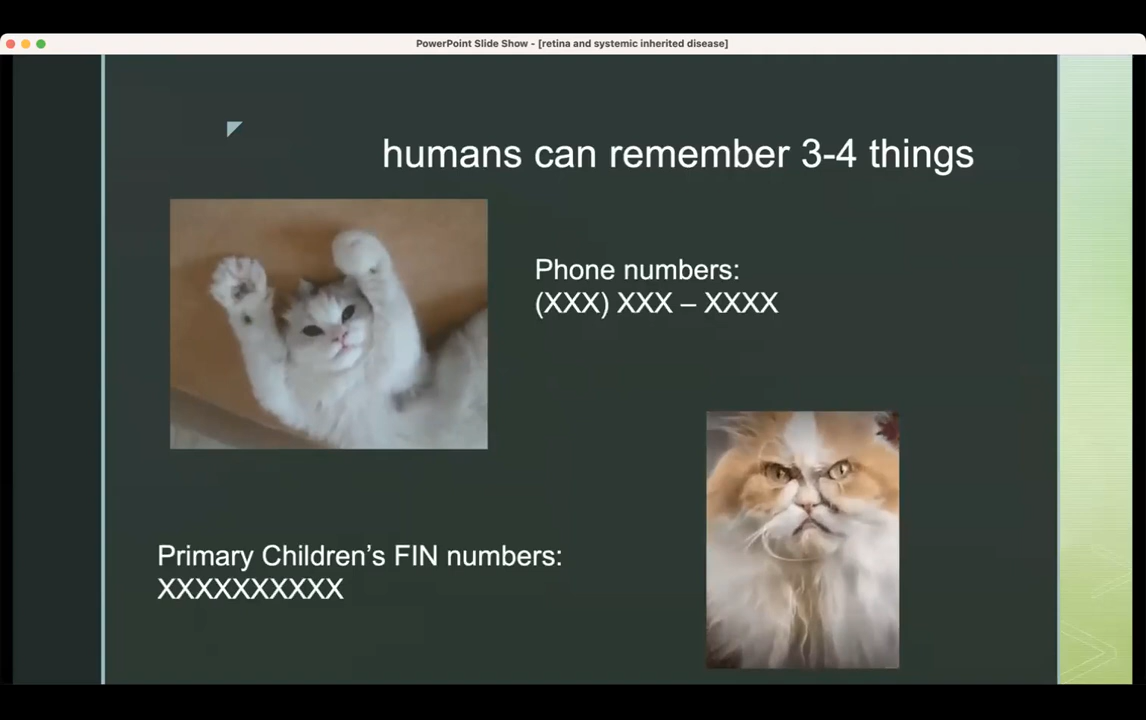 PowerPoint Slide Show - [retina and systemic inherited disease]
humans can remember 3-4 things
Phone numbers:
(XXX) XXX – XXXX
Primary Children’s FIN numbers:
XXXXXXXXXX